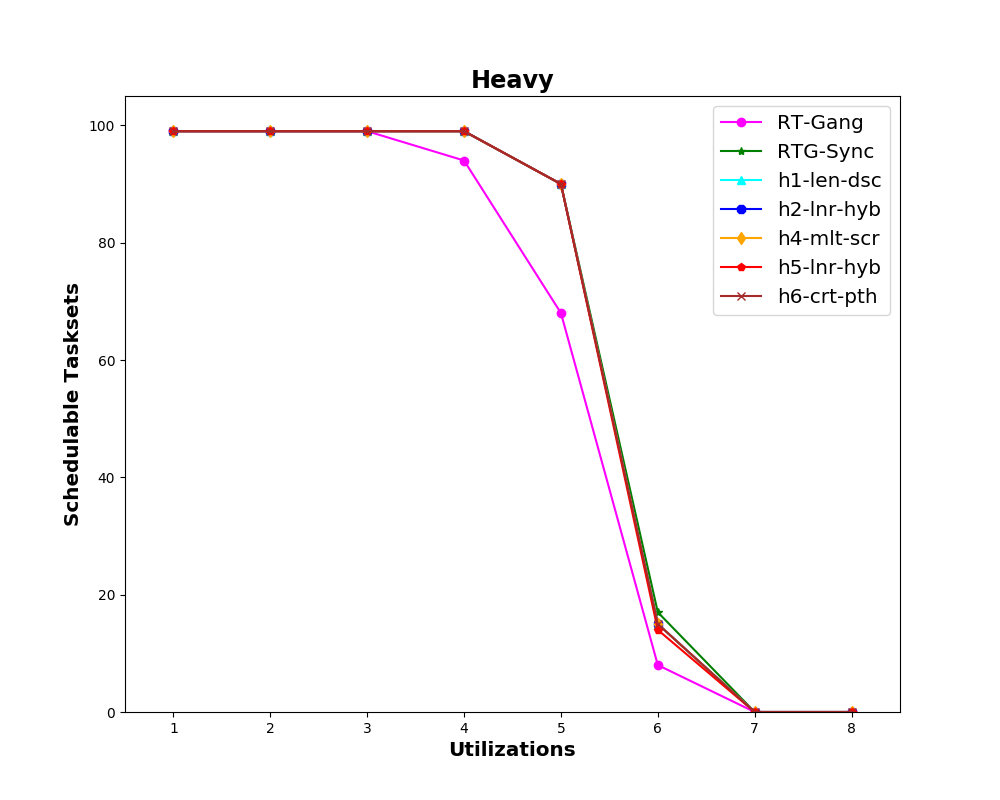 Heavy
Schedulable Tasksets
100
80
60
40
20
0
1 2 3 4 5 6 7 8
Utilizations
RT-Gang
RTG-Sync
h1-len-dsc
h2-lnr-hyb
h4-mlt-scr
h5-lnr-hyb
h6-crt-pth